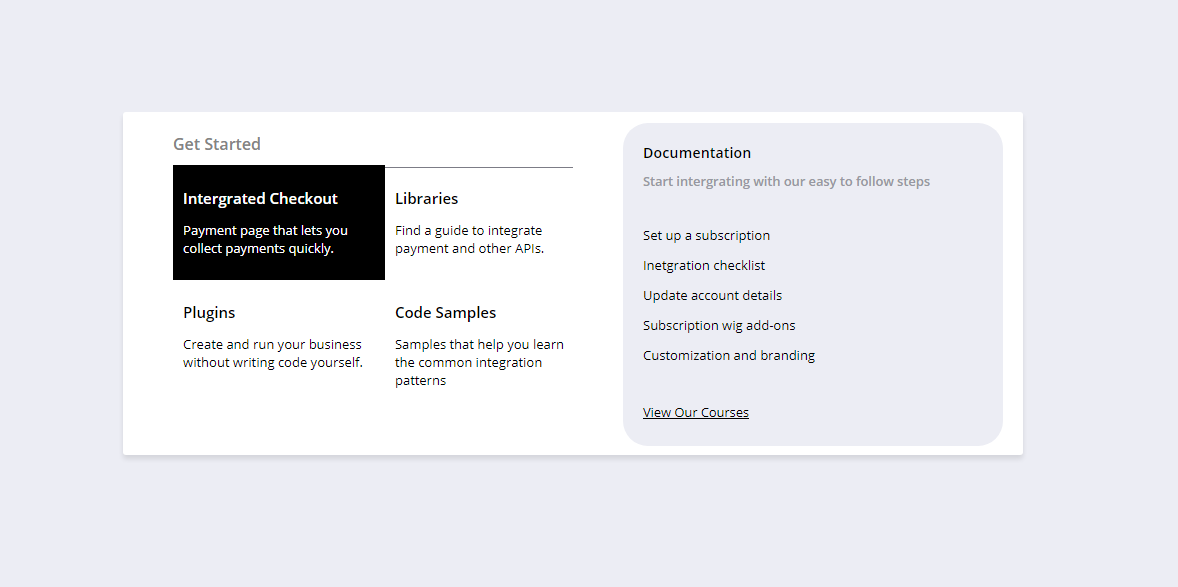 Get Started
Intergrated Checkout
Payment page that lets you
collect payments quickly.
Libraries
Find a guide to integrate
payment and other APIs.
Plugins
Create and run your business
without writing code yourself.
Code Samples
Samples that help you learn
the common integration
patterns
Documentation
Start intergrating with our easy to follow steps
Set up a subscription
Inetgration checklist
Update account details
Subscription wig add-ons
Customization and branding
View Our Courses